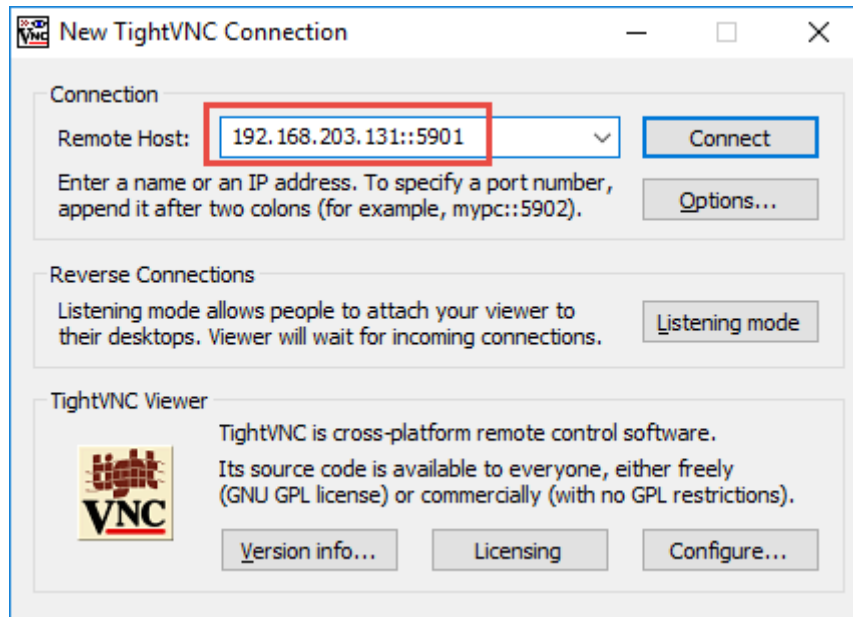 New TightVNC Connection
Connection
Remote Host: 192.168.203.131::5901 Connect
Enter a name or an IP address. To specify a port number,
append it after two colons (for example, mypc::5902).
Options...
Reverse Connections
Listening mode allows people to attach your viewer to
their desktops. Viewer will wait for incoming connections.
Listening mode
TightVNC Viewer
tight
VNC
TightVNC is cross-platform remote control software.
Its source code is available to everyone, either freely
(GNU GPL license) or commercially (with no GPL restrictions).
Version info... Licensing Configure...